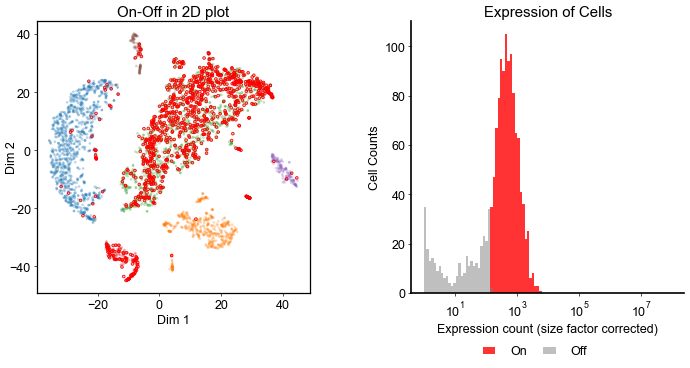 On-Off in 2D plot
40
20
0
−20
−40
Dim 2
−20
0
20
40
Dim 1
Expression of Cells
100
80
60
40
20
0
Cell Counts
10^1
10^3
10^5
10^7
Expression count (size factor corrected)
On Off